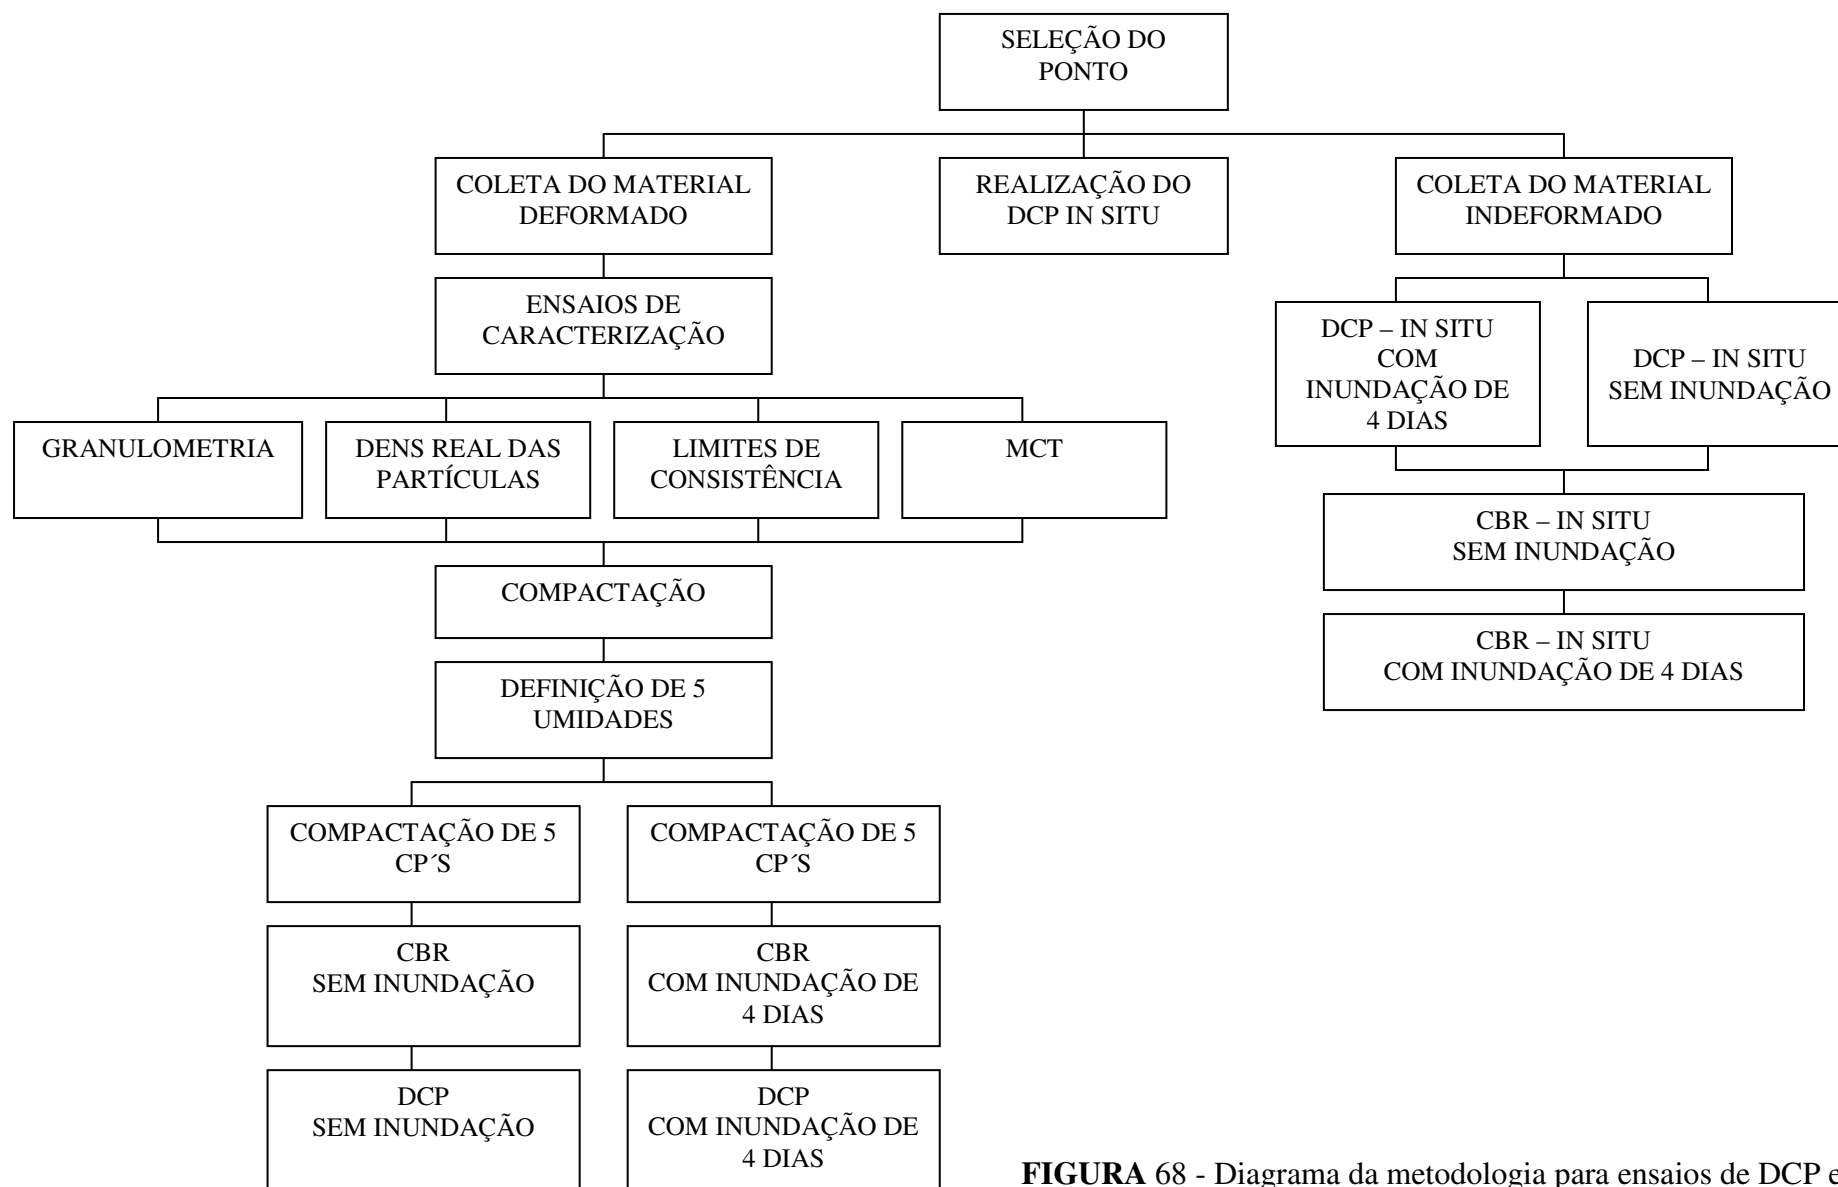 SELEÇÃO DO
PONTO
COLETA DO MATERIAL
DEFORMADO
REALIZAÇÃO DO
DCP IN SITU
COLETA DO MATERIAL
INDEFORMADO
ENSAIOS DE
CARACTERIZAÇÃO
DCP – IN SITU
COM
INUNDAÇÃO DE
4 DIAS
DCP – IN SITU
SEM INUNDAÇÃO
GRANULOMETRIA
DENS REAL DAS
PARTÍCULAS
LIMITES DE
CONSISTÊNCIA
MCT
CBR – IN SITU
SEM INUNDAÇÃO
COMPACTAÇÃO
CBR – IN SITU
COM INUNDAÇÃO DE 4 DIAS
DEFINIÇÃO DE 5
UMIDADES
COMPACTAÇÃO DE 5
CP´S
COMPACTAÇÃO DE 5
CP´S
CBR
SEM INUNDAÇÃO
CBR
COM INUNDAÇÃO DE
4 DIAS
DCP
SEM INUNDAÇÃO
DCP
COM INUNDAÇÃO DE
4 DIAS
FIGURA 68 - Diagrama da metodologia para ensaios de DCP e